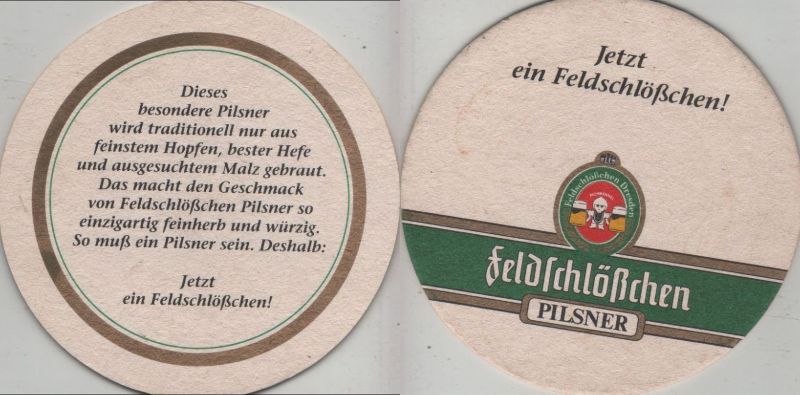 Dieses
besondere Pilsner
wird traditionell nur aus
feinstem Hopfen, bester Hefe
und ausgesuchtem Malz gebraut.
Das macht den Geschmack
von Feldschlößchen Pilsner so
einzigartig feinherb und würzig.
So muß ein Pilsner sein. Deshalb:
Jetzt
ein Feldschlößchen!
Jetzt
ein Feldschlößchen!
Feldschlößchen Dresden
Feldſchlößchen
PILSNER